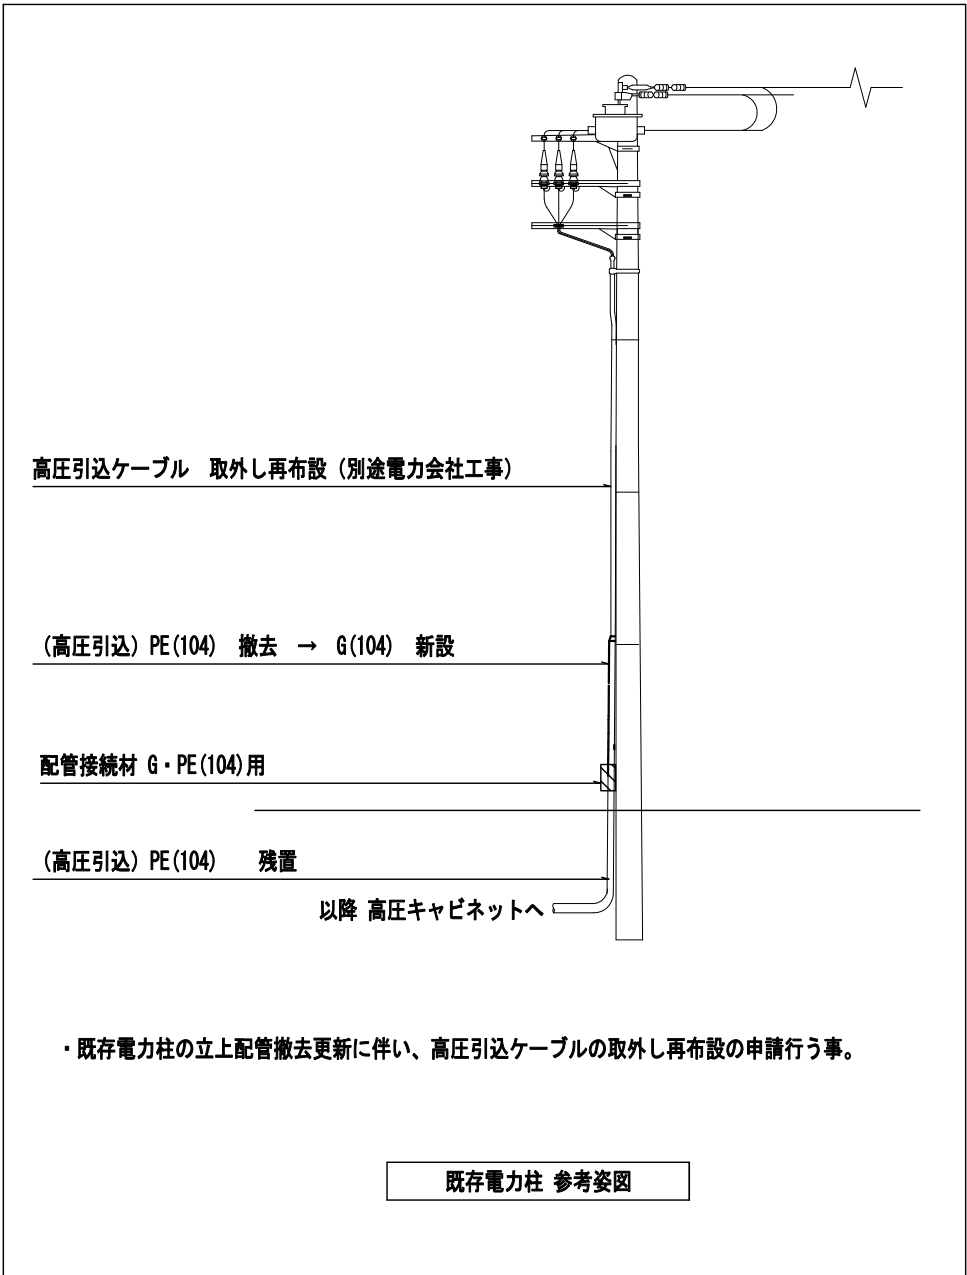 高圧引込ケーブル　取外し再布設（別途電力会社工事）
（高圧引込）PE(104)　撤去　→　G(104)　新設
配管接続材 G・PE(104)用
（高圧引込）PE(104)　　残置
以降 高圧キャビネットへ
・既存電力柱の立上配管撤去更新に伴い、高圧引込ケーブルの取外し再布設の申請行う事。
既存電力柱 参考姿図